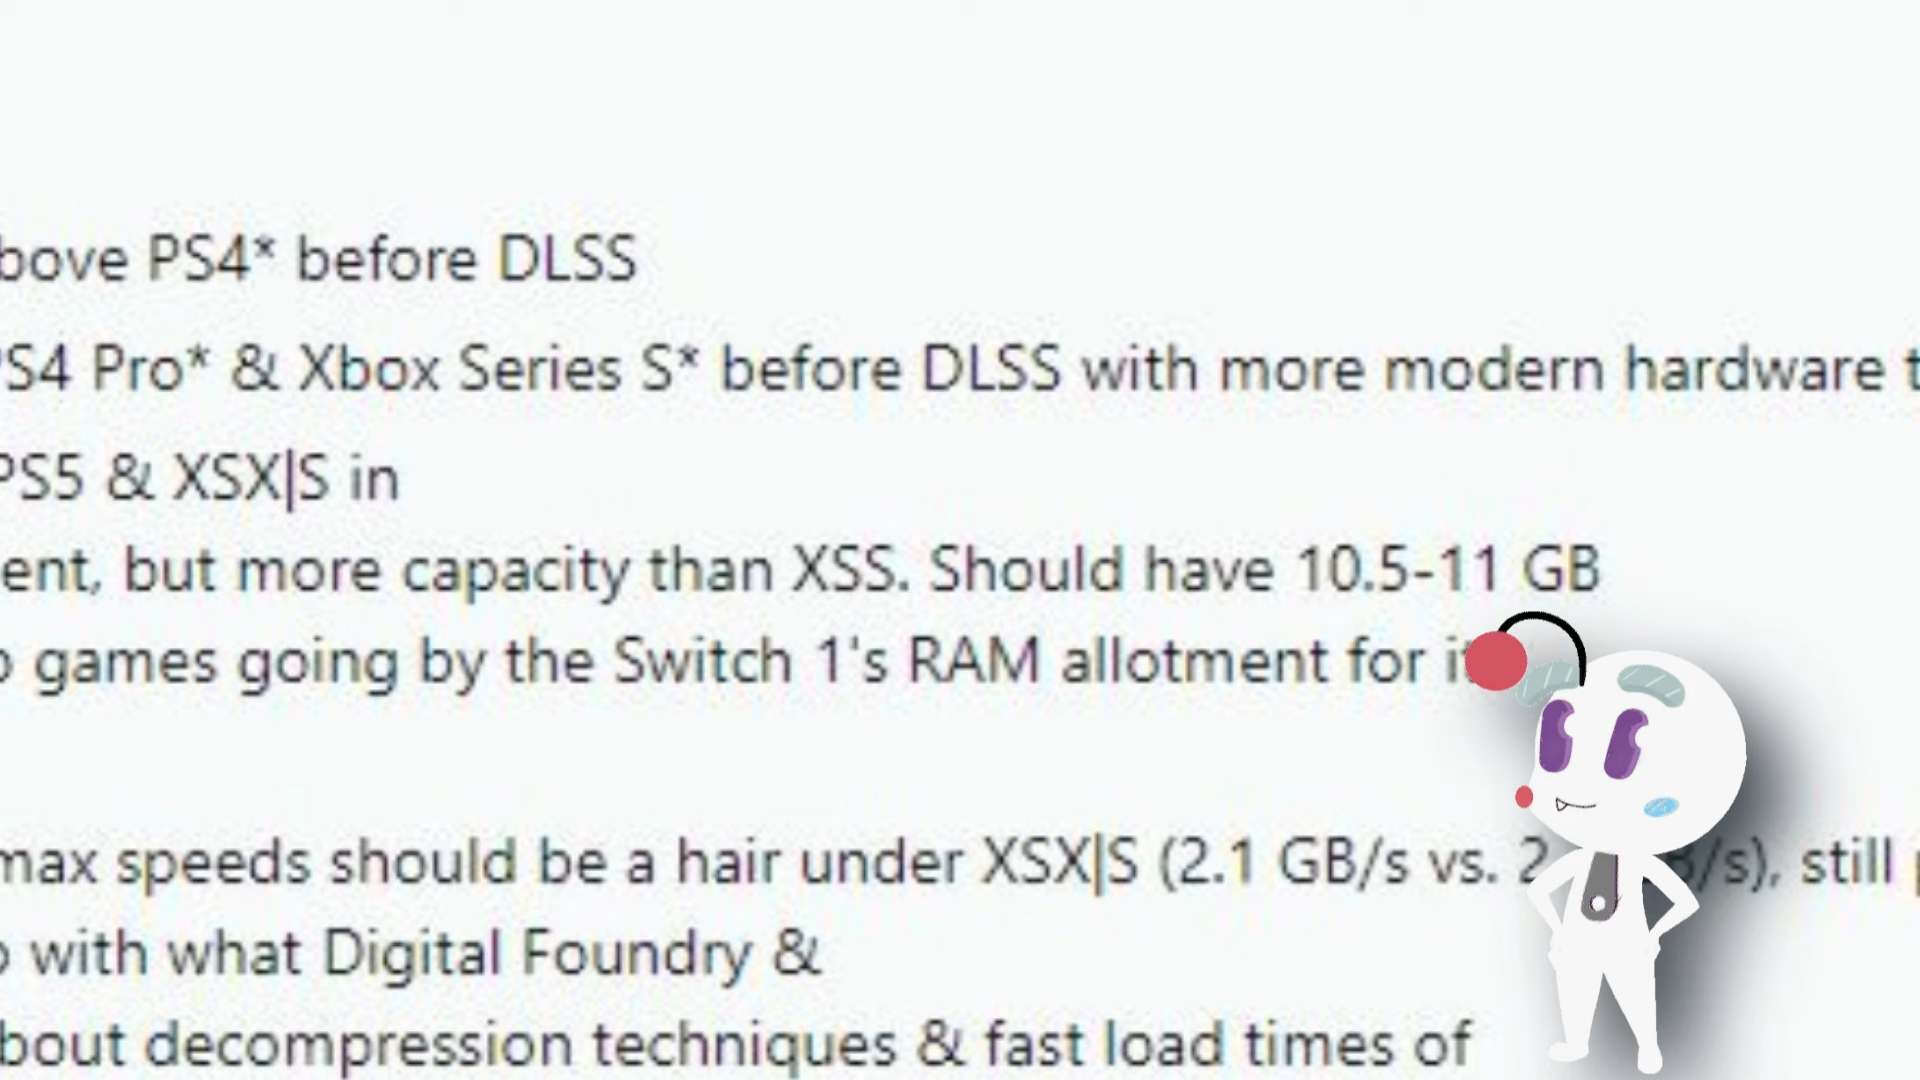 bove PS4* before DLSS
PS4 Pro* & Xbox Series S* before DLSS with more modern hardware t
PS5 & XSX|S in
ent, but more capacity than XSS. Should have 10.5-11 GB
o games going by the Switch 1's RAM allotment for
max speeds should be a hair under XSX|S (2.1 GB/s vs. 2 /s), still
o with what Digital Foundry &
bout decompression techniques & fast load times of